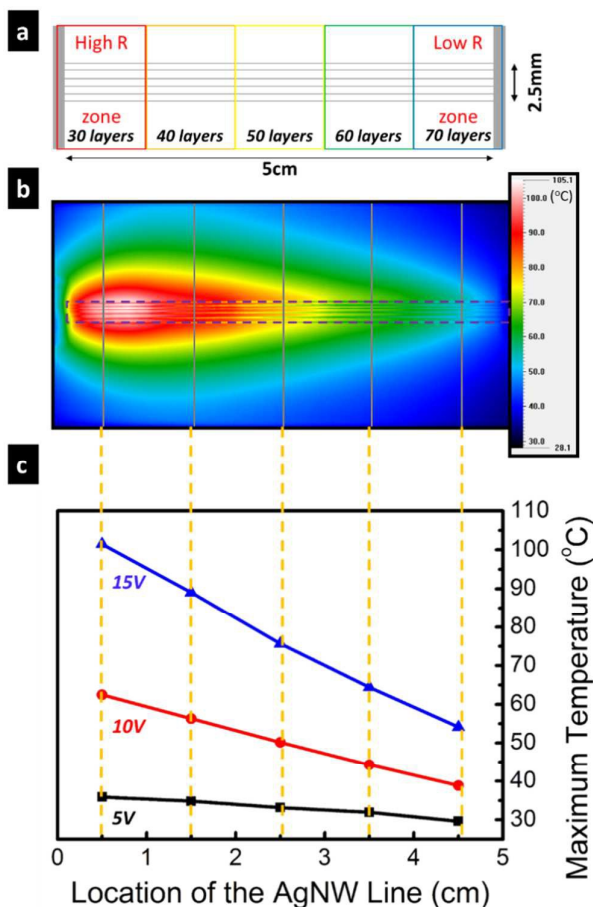 a
High R
Low R
zone
zone
30 layers
40 layers
50 layers
60 layers
70 layers
2.5mm
5cm
b
105.1
(°C)
100.0
90.0
80.0
70.0
60.0
50.0
40.0
30.0
28.1
c
15V
10V
5V
110
100
90
80
70
60
50
40
30
Maximum Temperature (°C)
0 1 2 3 4 5
Location of the AgNW Line (cm)